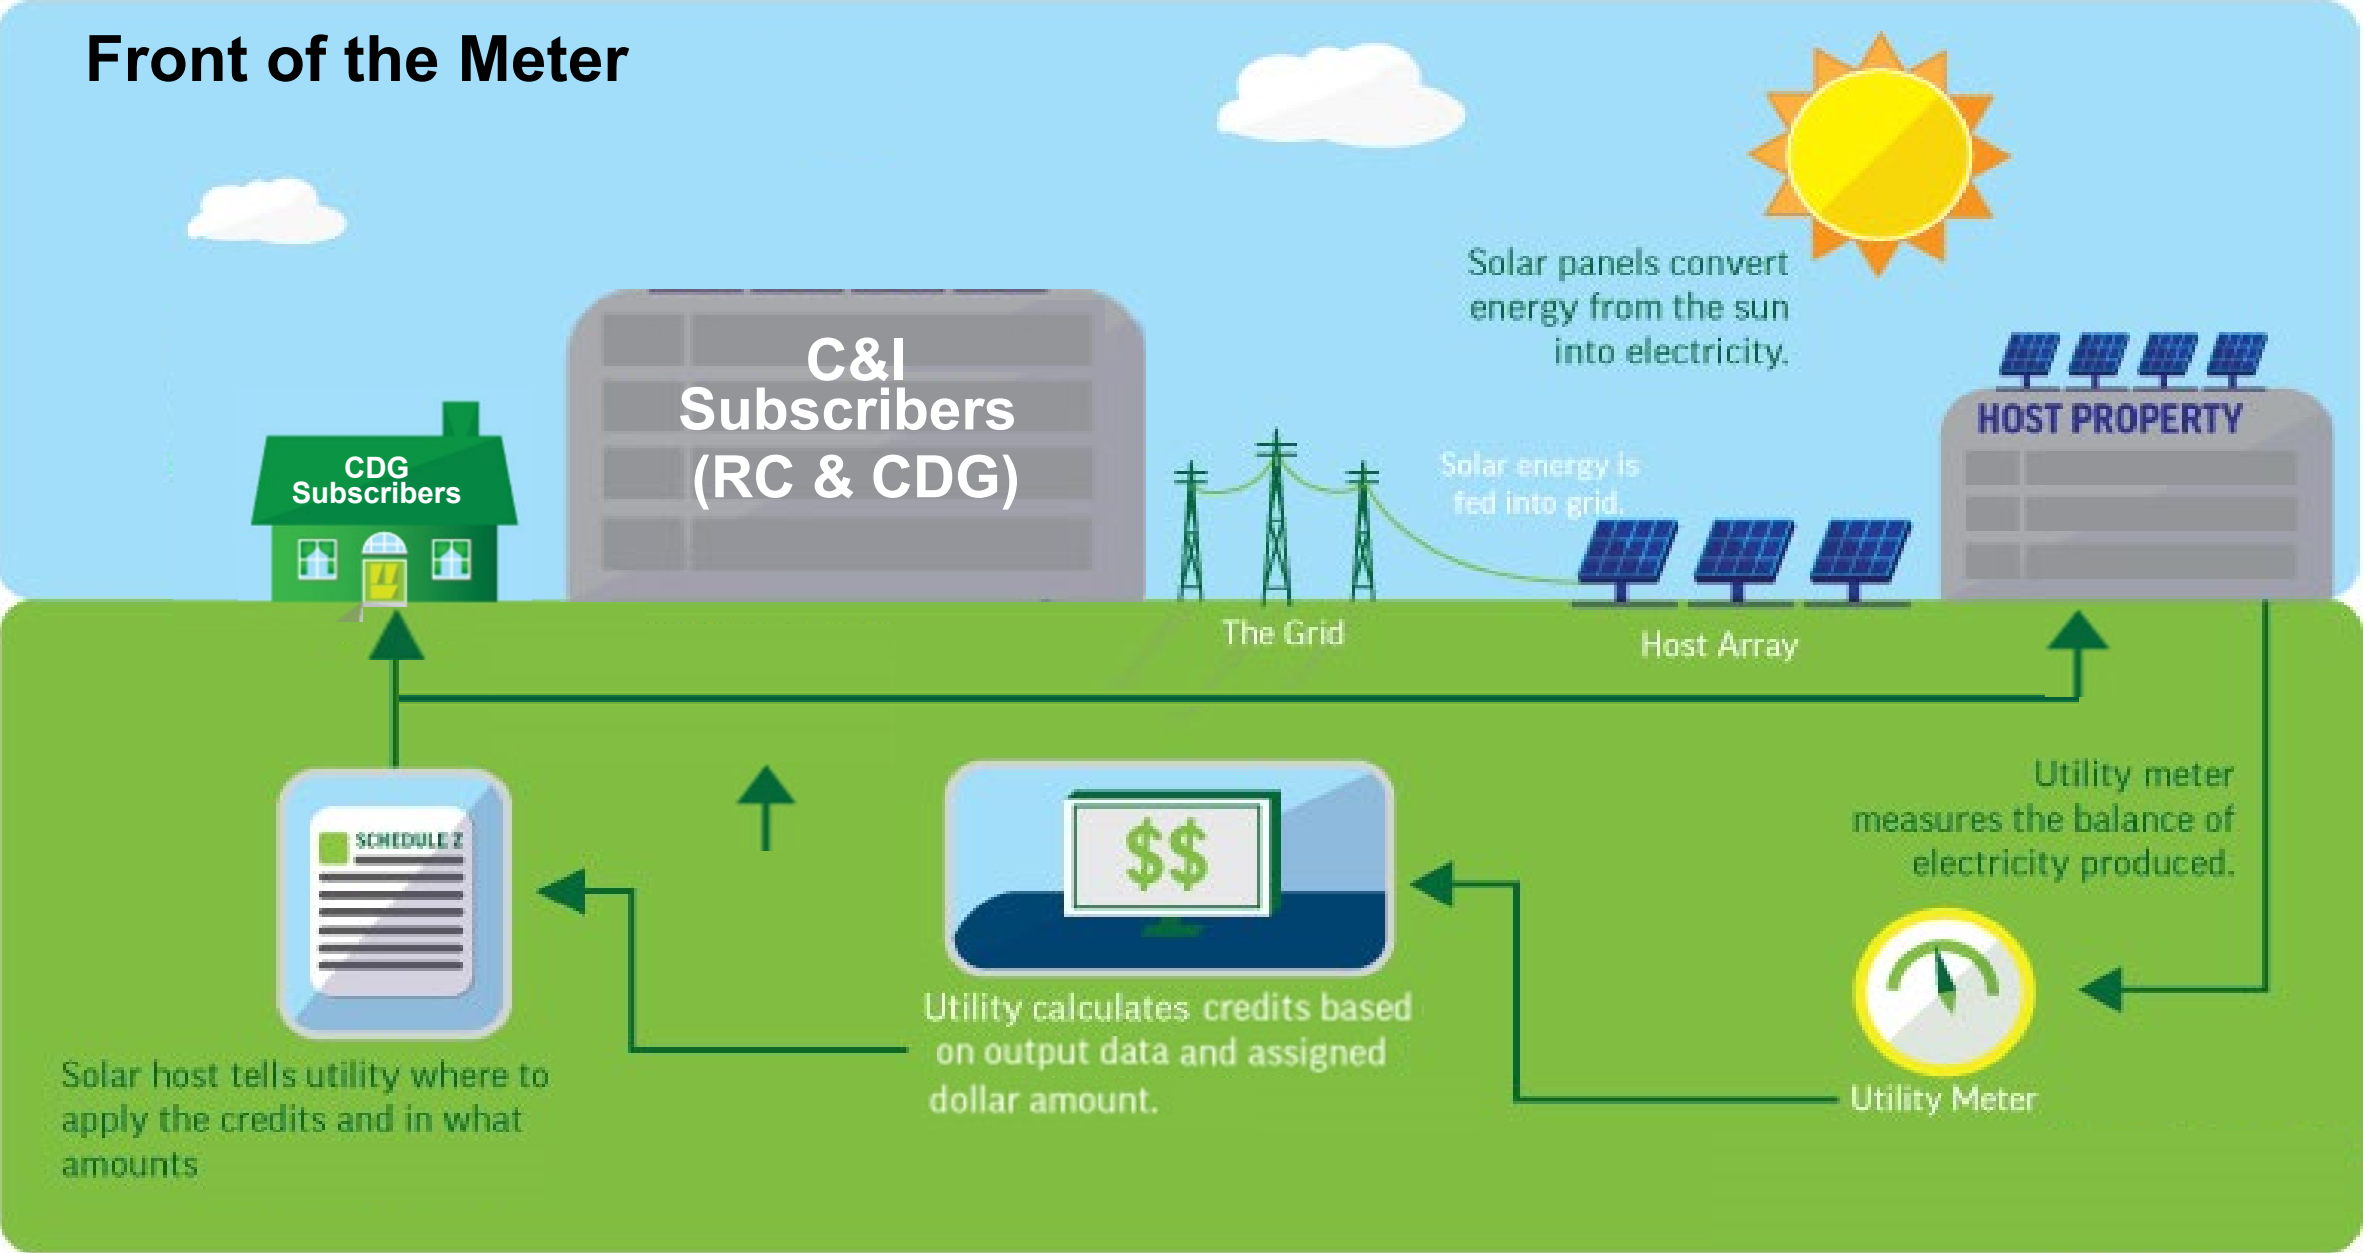 Front of the Meter
Solar panels convert
energy from the sun
into electricity.
C&I
Subscribers
(RC & CDG)
CDG
Subscribers
HOST PROPERTY
Solar energy is
fed into grid.
The Grid
Host Array
Utility meter
measures the balance of
electricity produced.
SCHEDULE Z
$$
Utility calculates credits based
on output data and assigned
dollar amount.
Solar host tells utility where to
apply the credits and in what
amounts
Utility Meter